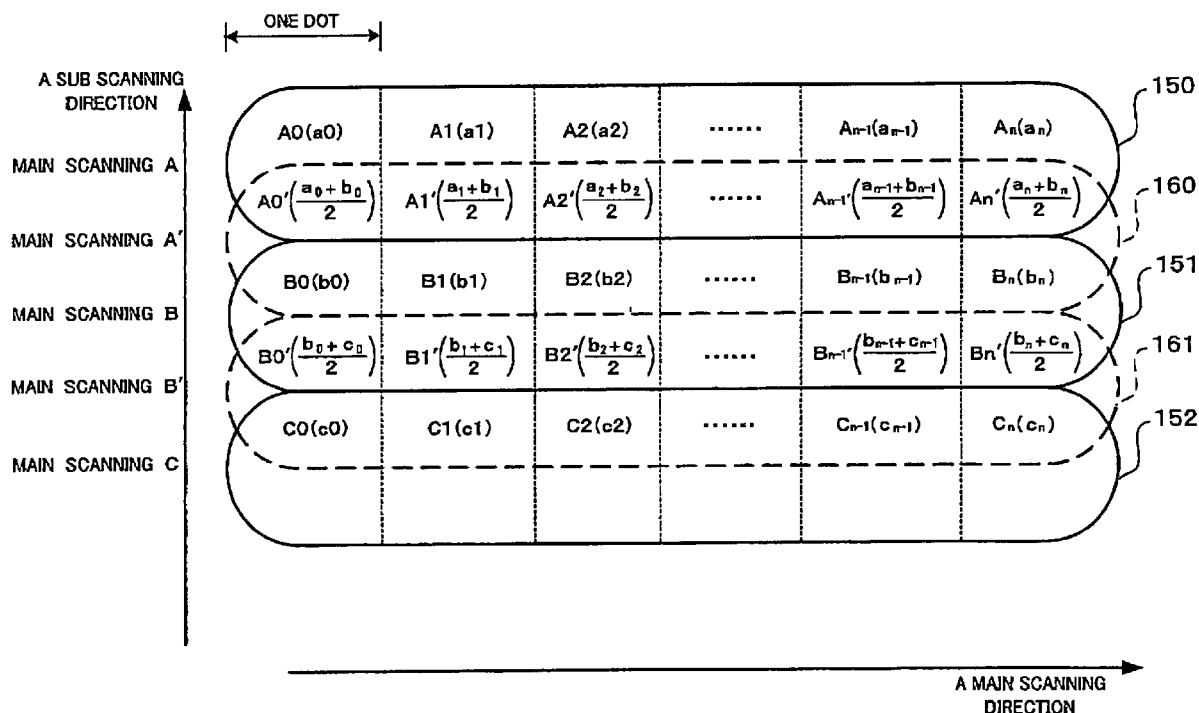 ONE DOT
A SUB SCANNING
DIRECTION
150
A0(a0) A1(a1) A2(a2) ...... Aₙ₋₁(aₙ₋₁) Aₙ(aₙ)
MAIN SCANNING A
A0′((a₀+b₀)/2) A1′((a₁+b₁)/2) A2′((a₂+b₂)/2) ...... Aₙ₋₁′((aₙ₋₁+bₙ₋₁)/2) An′((aₙ+bₙ)/2)
160
MAIN SCANNING A′
151
B0(b0) B1(b1) B2(b2) ...... Bₙ₋₁(bₙ₋₁) Bₙ(bₙ)
MAIN SCANNING B
B0′((b₀+c₀)/2) B1′((b₁+c₁)/2) B2′((b₂+c₂)/2) ...... Bₙ₋₁′((bₙ₋₁+cₙ₋₁)/2) Bn′((bₙ+cₙ)/2)
161
MAIN SCANNING B′
C0(c0) C1(c1) C2(c2) ...... Cₙ₋₁(cₙ₋₁) Cₙ(cₙ)
152
MAIN SCANNING C
A MAIN SCANNING
DIRECTION